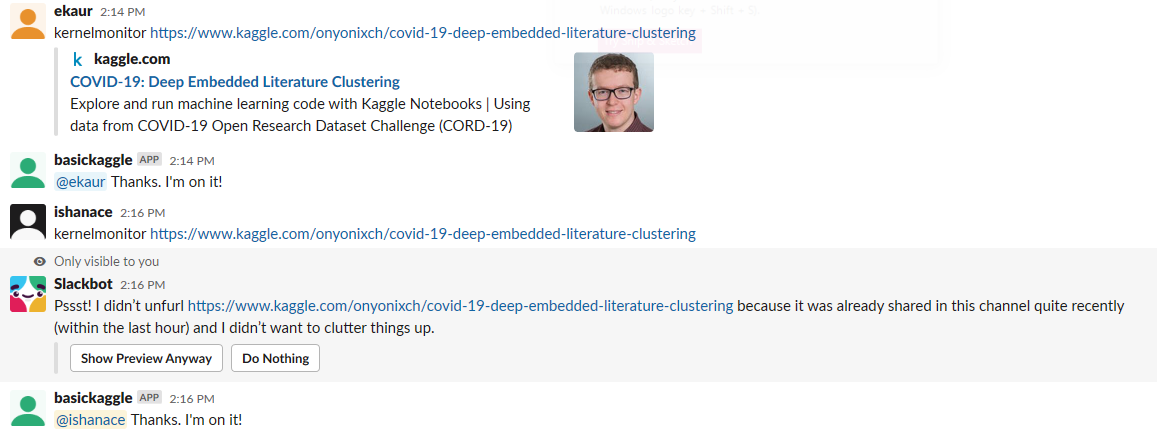 Windows logo key + Shift + S.
ekaur 2:14 PM
kernelmonitor https://www.kaggle.com/onyonixch/covid-19-deep-embedded-literature-clustering
k kaggle.com
COVID-19: Deep Embedded Literature Clustering
Explore and run machine learning code with Kaggle Notebooks | Using
data from COVID-19 Open Research Dataset Challenge (CORD-19)
basickaggle APP 2:14 PM
@ekaur Thanks. I'm on it!
ishanace 2:16 PM
kernelmonitor https://www.kaggle.com/onyonixch/covid-19-deep-embedded-literature-clustering
Only visible to you
Slackbot 2:16 PM
Pssst! I didn’t unfurl https://www.kaggle.com/onyonixch/covid-19-deep-embedded-literature-clustering because it was already shared in this channel quite recently
(within the last hour) and I didn’t want to clutter things up.
Show Preview Anyway Do Nothing
basickaggle APP 2:16 PM
@ishanace Thanks. I'm on it!